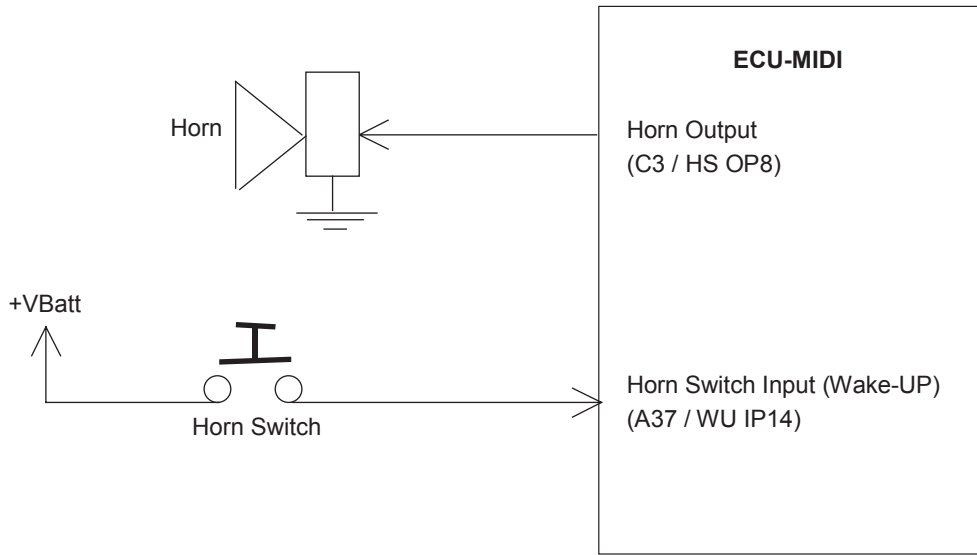 ECU-MIDI
Horn
Horn Output
(C3 / HS OP8)
+VBatt
Horn Switch
Horn Switch Input (Wake-UP)
(A37 / WU IP14)